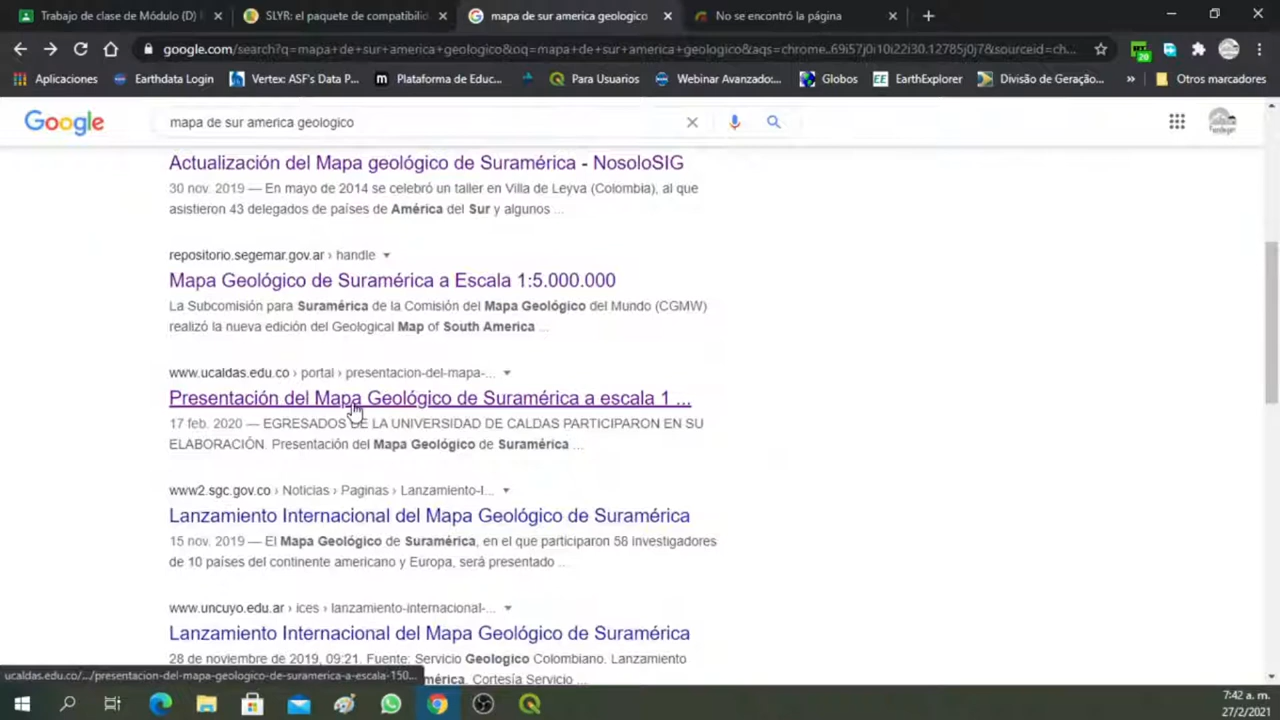 Trabajo de clase de Módulo (D)
SLYR: el paquete de compatibilid
mapa de sur america geologico
No se encontró la página
google.com/search?q=mapa+de+sur+america+geologico&oq=mapa+de+sur+america+geologico&aqs=chrome..69i57j0i10i22i30.12785j0j7&sourceid=ch...
20
Aplicaciones
Earthdata Login
Vertex: ASF's Data P...
Plataforma de Educ...
Para Usuarios
Webinar Avanzado:...
Globos
EarthExplorer
Divisão de Geração...
»
Otros marcadores
Google
mapa de sur america geologico
Actualización del Mapa geológico de Suramérica - NosoloSIG
30 nov. 2019 — En mayo de 2014 se celebró un taller en Villa de Leyva (Colombia), al que
asistieron 43 delegados de países de América del Sur y algunos ...
repositorio.segemar.gov.ar › handle
Mapa Geológico de Suramérica a Escala 1:5.000.000
La Subcomisión para Suramérica de la Comisión del Mapa Geológico del Mundo (CGMW)
realizó la nueva edición del Geological Map of South America ...
www.ucaldas.edu.co › portal › presentacion-del-mapa-...
Presentación del Mapa Geológico de Suramérica a escala 1 ...
17 feb. 2020 — EGRESADOS DE LA UNIVERSIDAD DE CALDAS PARTICIPARON EN SU
ELABORACIÓN. Presentación del Mapa Geológico de Suramérica ...
www2.sgc.gov.co › Noticias › Paginas › Lanzamiento-I...
Lanzamiento Internacional del Mapa Geológico de Suramérica
15 nov. 2019 — El Mapa Geológico de Suramérica, en el que participaron 58 investigadores
de 10 países del continente americano y Europa, será presentado ...
www.uncuyo.edu.ar › ices › lanzamiento-internacional-...
Lanzamiento Internacional del Mapa Geológico de Suramérica
28 de noviembre de 2019, 09:21. Fuente: Servicio Geologico Colombiano. Lanzamiento
mérica. Cortesía Servicio ...
ucaldas.edu.co/.../presentacion-del-mapa-geologico-de-suramerica-a-escala-150...
7:42 a. m.
27/2/2021